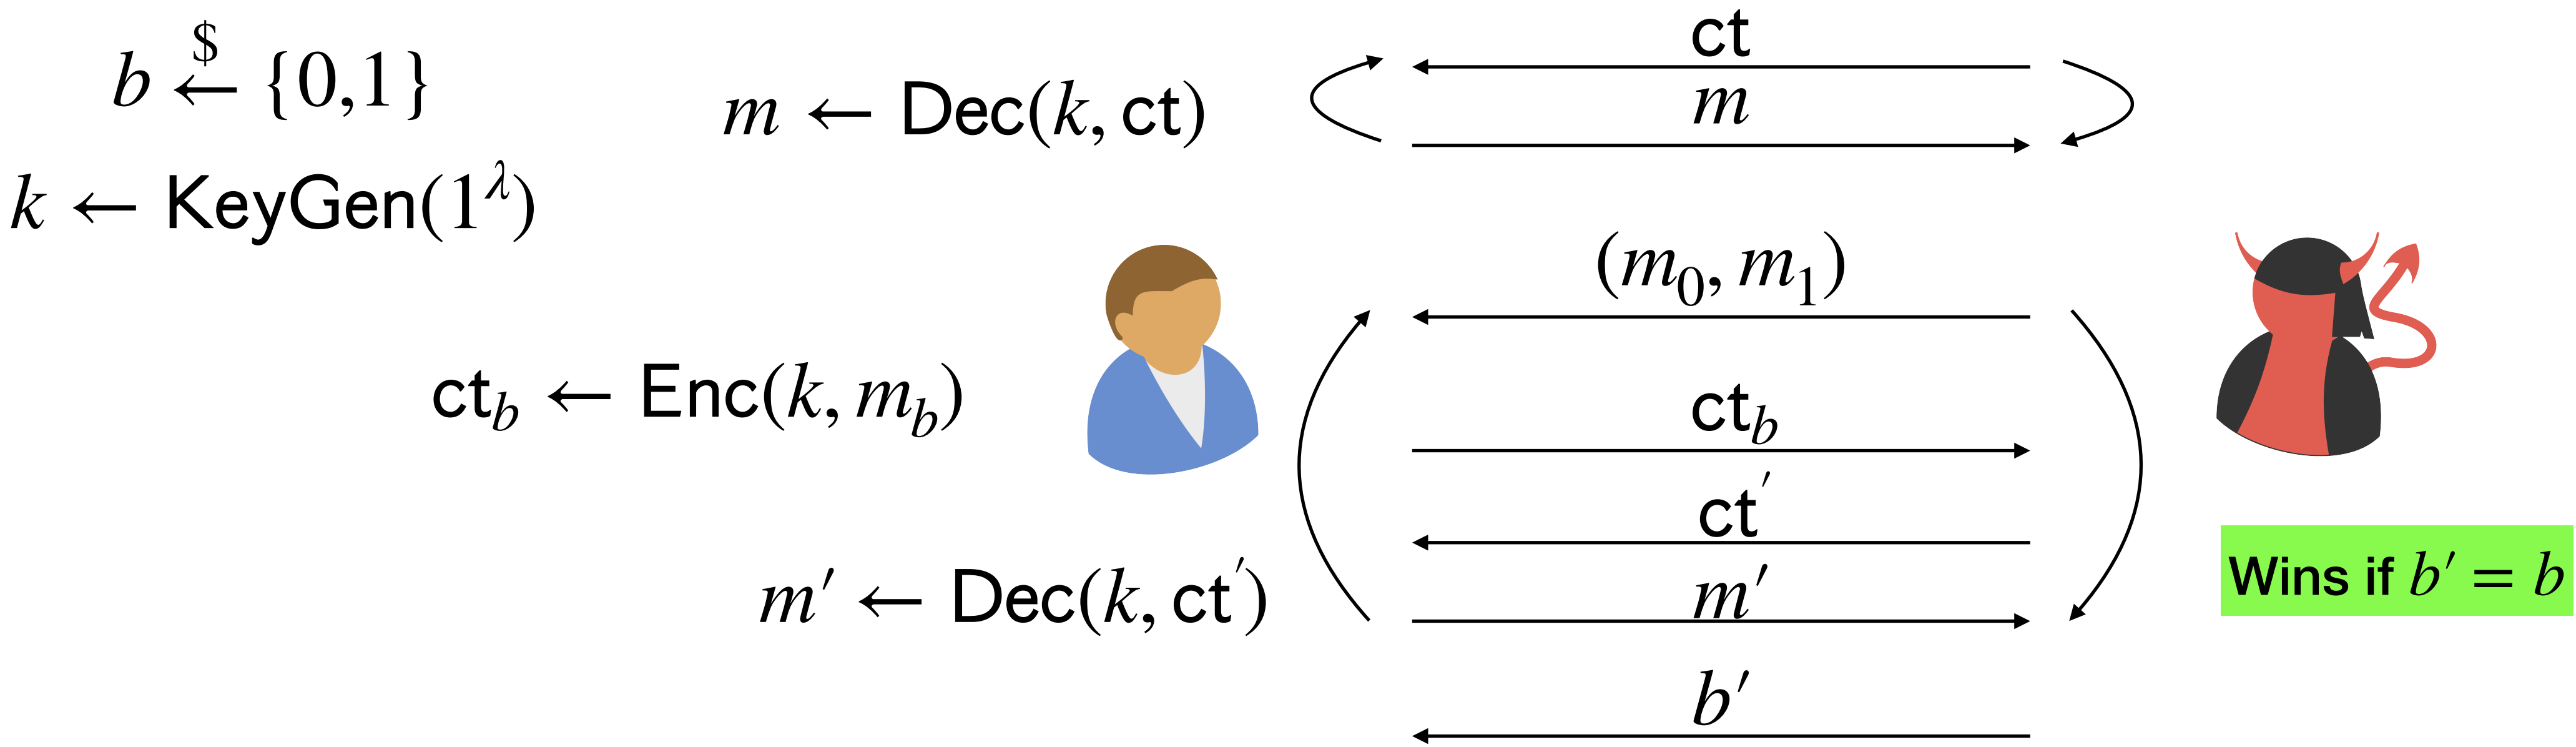 b $← {0,1}
k ← KeyGen(1^λ)
ct
m ← Dec(k, ct)
m
(m_0, m_1)
ct_b ← Enc(k, m_b)
ct_b
ct′
m′ ← Dec(k, ct′)
m′
b′
Wins if b′ = b